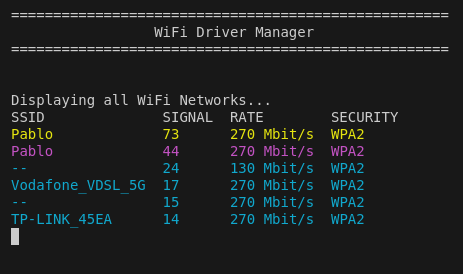 ====================================================
WiFi Driver Manager
====================================================
Displaying all WiFi Networks...
SSID SIGNAL RATE SECURITY
Pablo 73 270 Mbit/s WPA2
Pablo 44 270 Mbit/s WPA2
-- 24 130 Mbit/s WPA2
Vodafone_VDSL_5G 17 270 Mbit/s WPA2
-- 15 270 Mbit/s WPA2
TP-LINK_45EA 14 270 Mbit/s WPA2